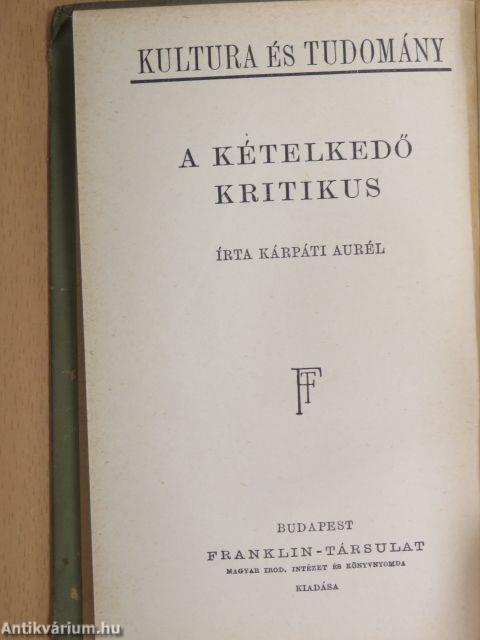 KULTURA ÉS TUDOMÁNY
A KÉTELKEDŐ
KRITIKUS
ÍRTA KÁRPÁTI AURÉL
FT
BUDAPEST
FRANKLIN-TÁRSULAT
MAGYAR IROD. INTÉZET ÉS KÖNYVNYOMDA
KIADÁSA
Antikvárium.hu